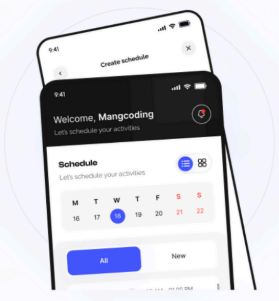 9:41
Create schedule
9:41
Welcome, Mangcoding
Let's schedule your activities
Schedule
Let's schedule your activities
M T W T F S S
16 17 18 19 20 21 22
All New